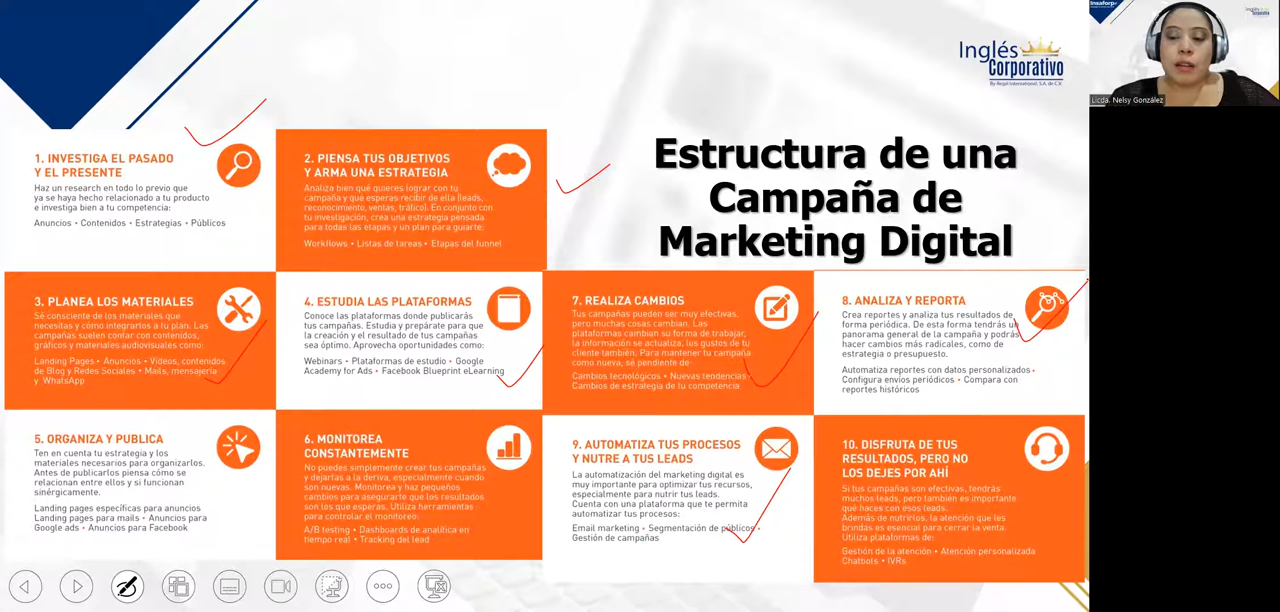 Insaforp
Inglés
Corporativo
By Regal International, S.A. de C.V.
Licda. Nelsy González
Estructura de una
Campaña de
Marketing Digital
1. INVESTIGA EL PASADO
Y EL PRESENTE
Haz un research en todo lo previo que
ya se haya hecho relacionado a tu producto
e investiga bien a tu competencia:
Anuncios • Contenidos • Estrategias • Públicos
2. PIENSA TUS OBJETIVOS
Y ARMA UNA ESTRATEGIA
Analiza bien qué quieres lograr con tu
campaña y qué esperas recibir de ella (leads,
reconocimiento, ventas, tráfico). En conjunto con
tu investigación, crea una estrategia pensada
para todas las etapas y un plan para guiarte:
Workflows • Listas de tareas • Etapas del funnel
3. PLANEA LOS MATERIALES
Sé consciente de los materiales que
necesitas y cómo integrarlos a tu plan. Las
campañas suelen contar con contenidos,
gráficos y materiales audiovisuales como:
Landing Pages • Anuncios • Videos, contenidos
de Blog y Redes Sociales • Mails, mensajería
y WhatsApp
4. ESTUDIA LAS PLATAFORMAS
Conoce las plataformas donde publicarás
tus campañas. Estudia y prepárate para que
la creación y el resultado de tus campañas
sea óptimo. Aprovecha oportunidades como:
Webinars • Plataformas de estudio • Google
Academy for Ads • Facebook Blueprint eLearning
5. ORGANIZA Y PUBLICA
Ten en cuenta tu estrategia y los
materiales necesarios para organizarlos.
Antes de publicarlos piensa cómo se
relacionan entre ellos y si funcionan
sinérgicamente.
Landing pages específicas para anuncios
Landing pages para mails • Anuncios para
Google ads • Anuncios para Facebook
6. MONITOREA
CONSTANTEMENTE
No puedes simplemente crear tus campañas
y dejarlas a la deriva, especialmente cuando
son nuevas. Monitorea y haz pequeños
cambios para asegurarte que los resultados
son los que esperas. Utiliza herramientas
para controlar el monitoreo:
A/B testing • Dashboards de analítica en
tiempo real • Tracking del lead
7. REALIZA CAMBIOS
Tus campañas pueden ser muy efectivas,
pero muchas cosas cambian. Las
plataformas cambian su forma de trabajar,
la información se actualiza, los gustos de tu
cliente también. Para mantener tu campaña
como nueva, sé pendiente de:
Cambios tecnológicos • Nuevas tendencias
Cambios de estrategia de tu competencia
8. ANALIZA Y REPORTA
Crea reportes y analiza tus resultados de
forma periódica. De esta forma tendrás un
panorama general de la campaña y podrás
hacer cambios más radicales, como de
estrategia o presupuesto.
Automatiza reportes con datos personalizados •
Configura envíos periódicos • Compara con
reportes históricos
9. AUTOMATIZA TUS PROCESOS
Y NUTRE A TUS LEADS
La automatización del marketing digital es
muy importante para optimizar tus recursos,
especialmente para nutrir tus leads.
Cuenta con una plataforma que te permita
automatizar tus procesos:
Email marketing • Segmentación de públicos •
Gestión de campañas
10. DISFRUTA DE TUS
RESULTADOS, PERO NO
LOS DEJES POR AHÍ
Si tus campañas son efectivas, tendrás
muchos leads, pero también es importante
qué haces con esos leads.
Además de nutrirlos, la atención que les
brindas es esencial para cerrar la venta.
Utiliza plataformas de:
Gestión de la atención • Atención personalizada
Chatbots • IVRs